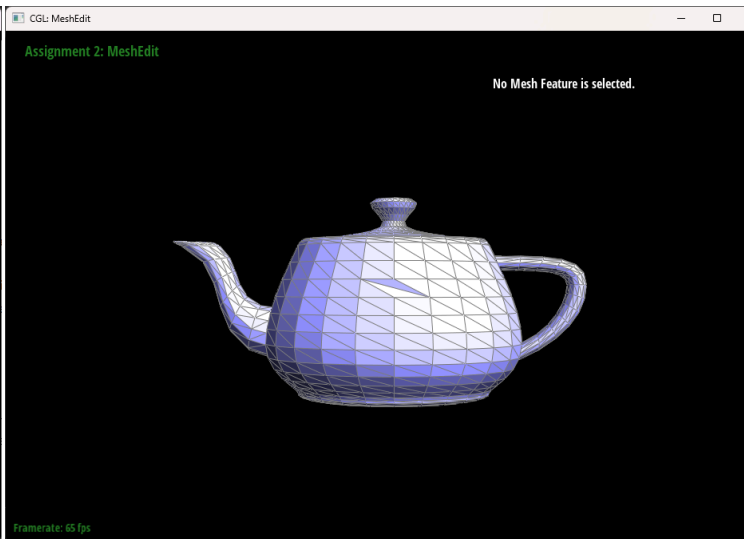 CGL: MeshEdit
Assignment 2: MeshEdit
No Mesh Feature is selected.
Framerate: 65 fps